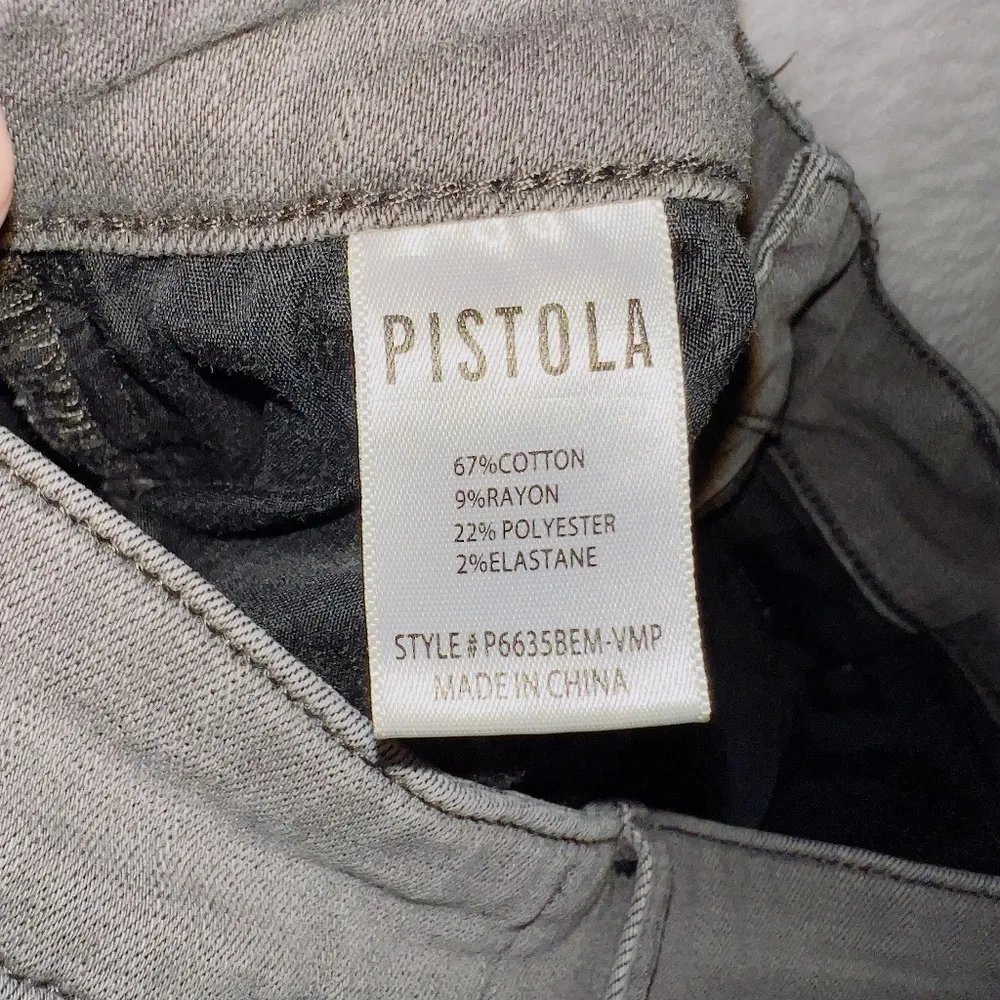 PISTOLA
67%COTTON
9%RAYON
22% POLYESTER
2%ELASTANE
STYLE # P6635BEM-VMP
MADE IN CHINA